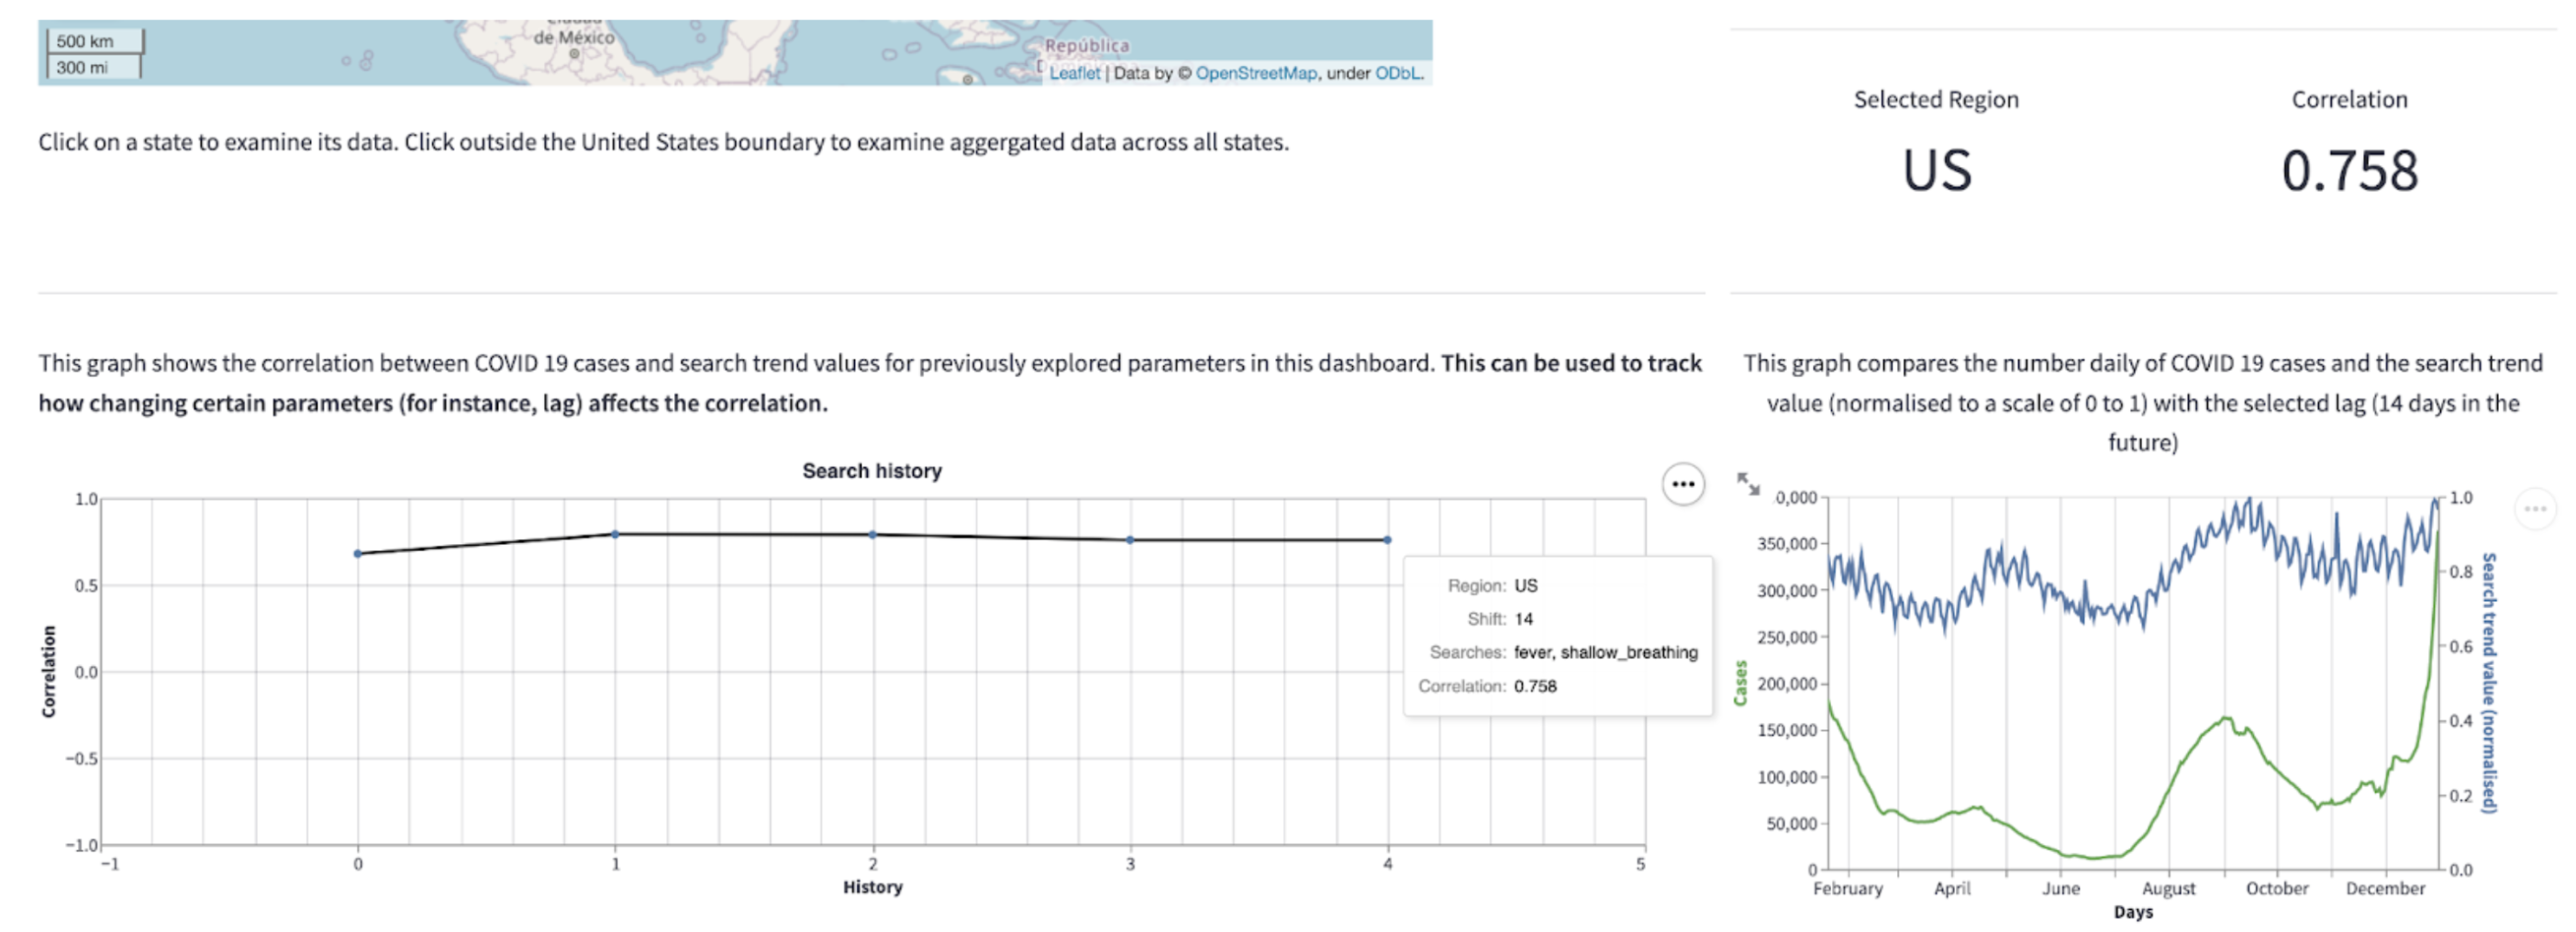 500 km
300 mi
de México
República
Leaflet | Data by © OpenStreetMap, under ODbL.
Click on a state to examine its data. Click outside the United States boundary to examine aggergated data across all states.
Selected Region
US
Correlation
0.758
This graph shows the correlation between COVID 19 cases and search trend values for previously explored parameters in this dashboard. This can be used to track
how changing certain parameters (for instance, lag) affects the correlation.
Search history
1.0
0.5
0.0
−0.5
−1.0
Correlation
−1
0
1
2
3
4
5
History
Region: US
Shift: 14
Searches: fever, shallow_breathing
Correlation: 0.758
This graph compares the number daily of COVID 19 cases and the search trend
value (normalised to a scale of 0 to 1) with the selected lag (14 days in the
future)
0,000
350,000
300,000
250,000
200,000
150,000
100,000
50,000
0
Cases
1.0
0.8
0.6
0.4
0.2
0.0
Search trend value (normalised)
February
April
June
August
October
December
Days